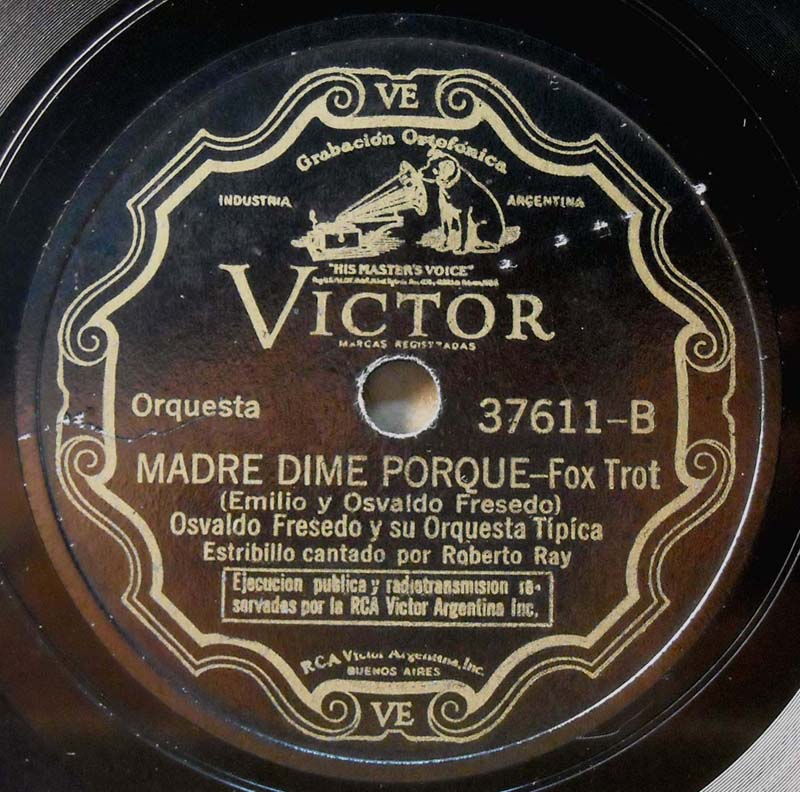 VE
Grabación Ortofónica
INDUSTRIA ARGENTINA
"HIS MASTER'S VOICE"
VICTOR
MARCAS REGISTRADAS
Orquesta 37611-B
MADRE DIME PORQUE-Fox Trot
(Emilio y Osvaldo Fresedo)
Osvaldo Fresedo y su Orquesta Típica
Estribillo cantado por Roberto Ray
Ejecucion publica y radiotransmision re-
servadas por la RCA Victor Argentina Inc.
RCA Victor Argentina, Inc.
BUENOS AIRES
VE